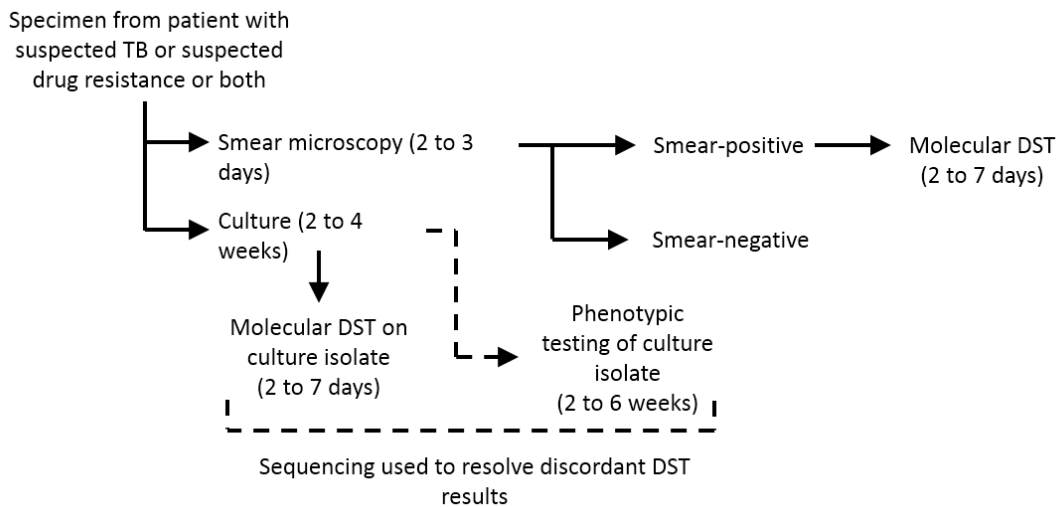 Specimen from patient with
suspected TB or suspected
drug resistance or both
Smear microscopy (2 to 3
days)
Smear-positive
Molecular DST
(2 to 7 days)
Culture (2 to 4
weeks)
Smear-negative
Molecular DST on
culture isolate
(2 to 7 days)
Phenotypic
testing of culture
isolate
(2 to 6 weeks)
Sequencing used to resolve discordant DST
results